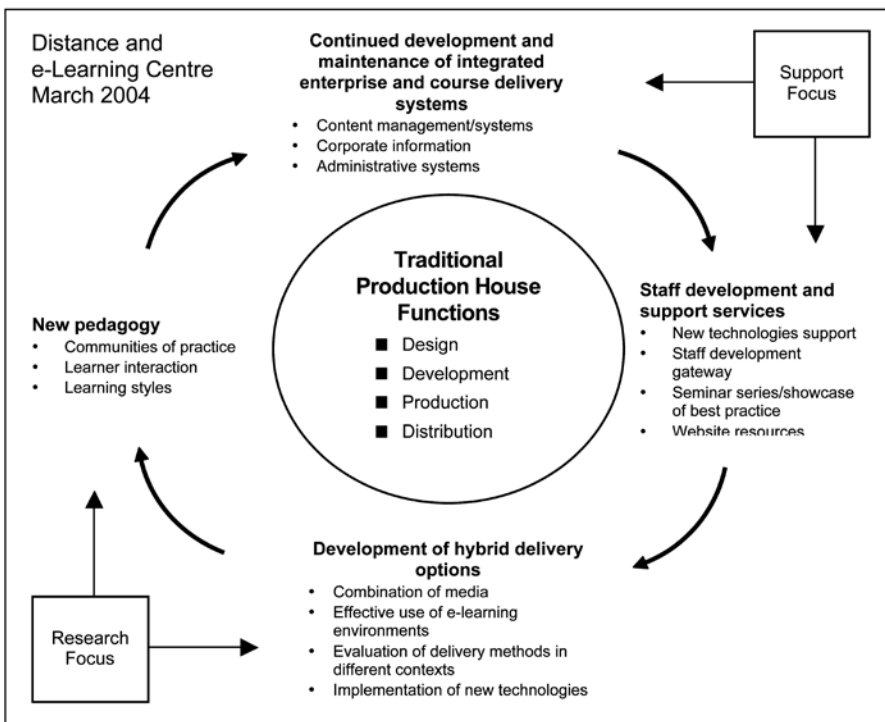 Distance and
e-Learning Centre
March 2004
Continued development and
maintenance of integrated
enterprise and course delivery
systems
• Content management/systems
• Corporate information
• Administrative systems
Support
Focus
Traditional
Production House
Functions
■ Design
■ Development
■ Production
■ Distribution
Staff development and
support services
• New technologies support
• Staff development
gateway
• Seminar series/showcase
of best practice
• Website resources
New pedagogy
• Communities of practice
• Learner interaction
• Learning styles
Development of hybrid delivery
options
• Combination of media
• Effective use of e-learning
environments
• Evaluation of delivery methods in
different contexts
• Implementation of new technologies
Research
Focus